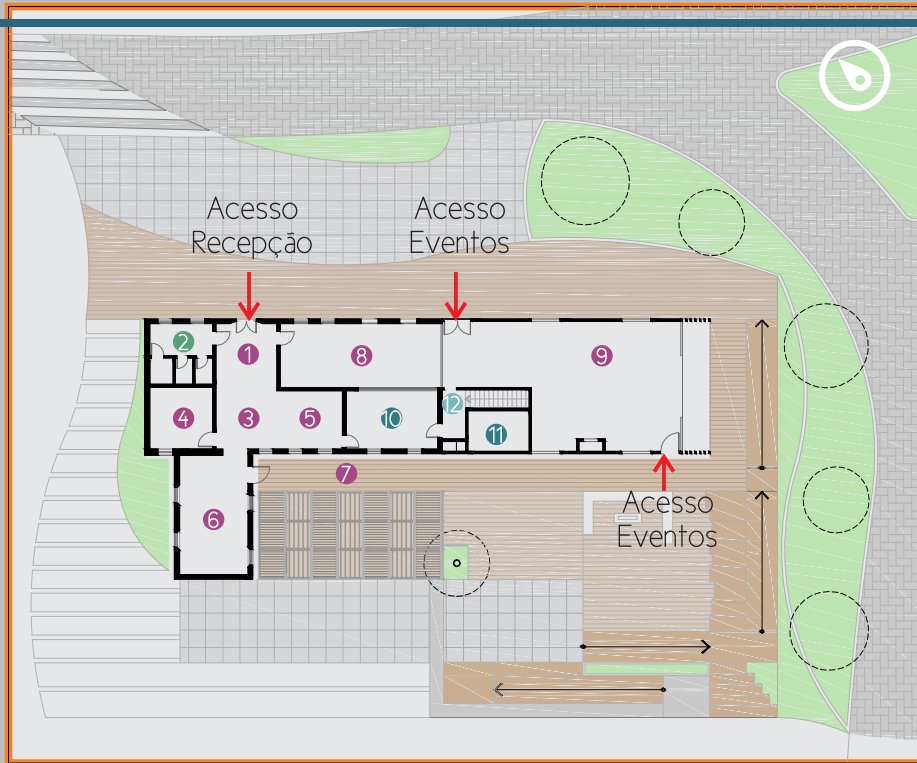 Acesso
Recepção
Acesso
Eventos
2
1
8
9
4
3
5
10
12
11
7
6
Acesso
Eventos